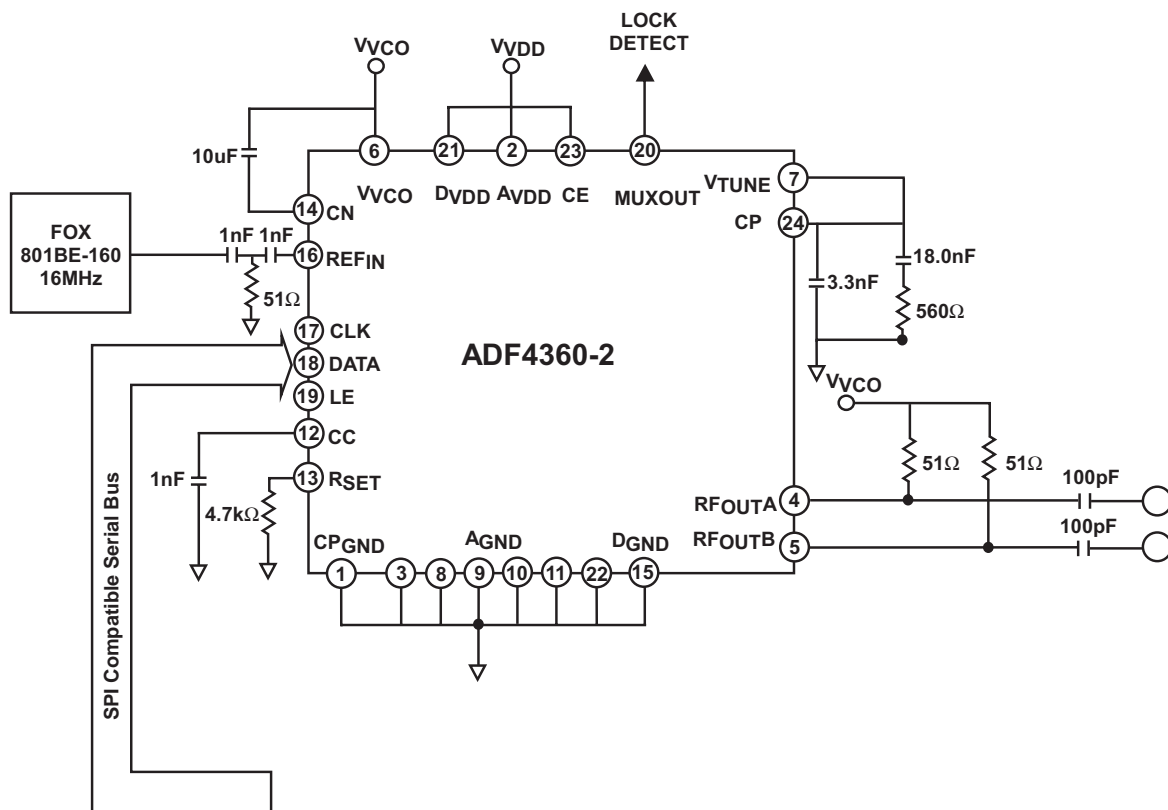 LOCK
DETECT
VVCO
VVDD
10uF
6
21
2
23
20
VVCO
DVDD
AVDD
CE
MUXOUT
VTUNE
7
CP
24
14
CN
FOX
801BE-160
16MHz
1nF
1nF
16
REFIN
51Ω
18.0nF
3.3nF
560Ω
17
CLK
18
DATA
19
LE
ADF4360-2
12
CC
1nF
13
RSET
4.7kΩ
VVCO
51Ω
51Ω
100pF
RFOUTA
4
100pF
RFOUTB
5
CPGND
AGND
DGND
1
3
8
9
10
11
22
15
SPI Compatible Serial Bus